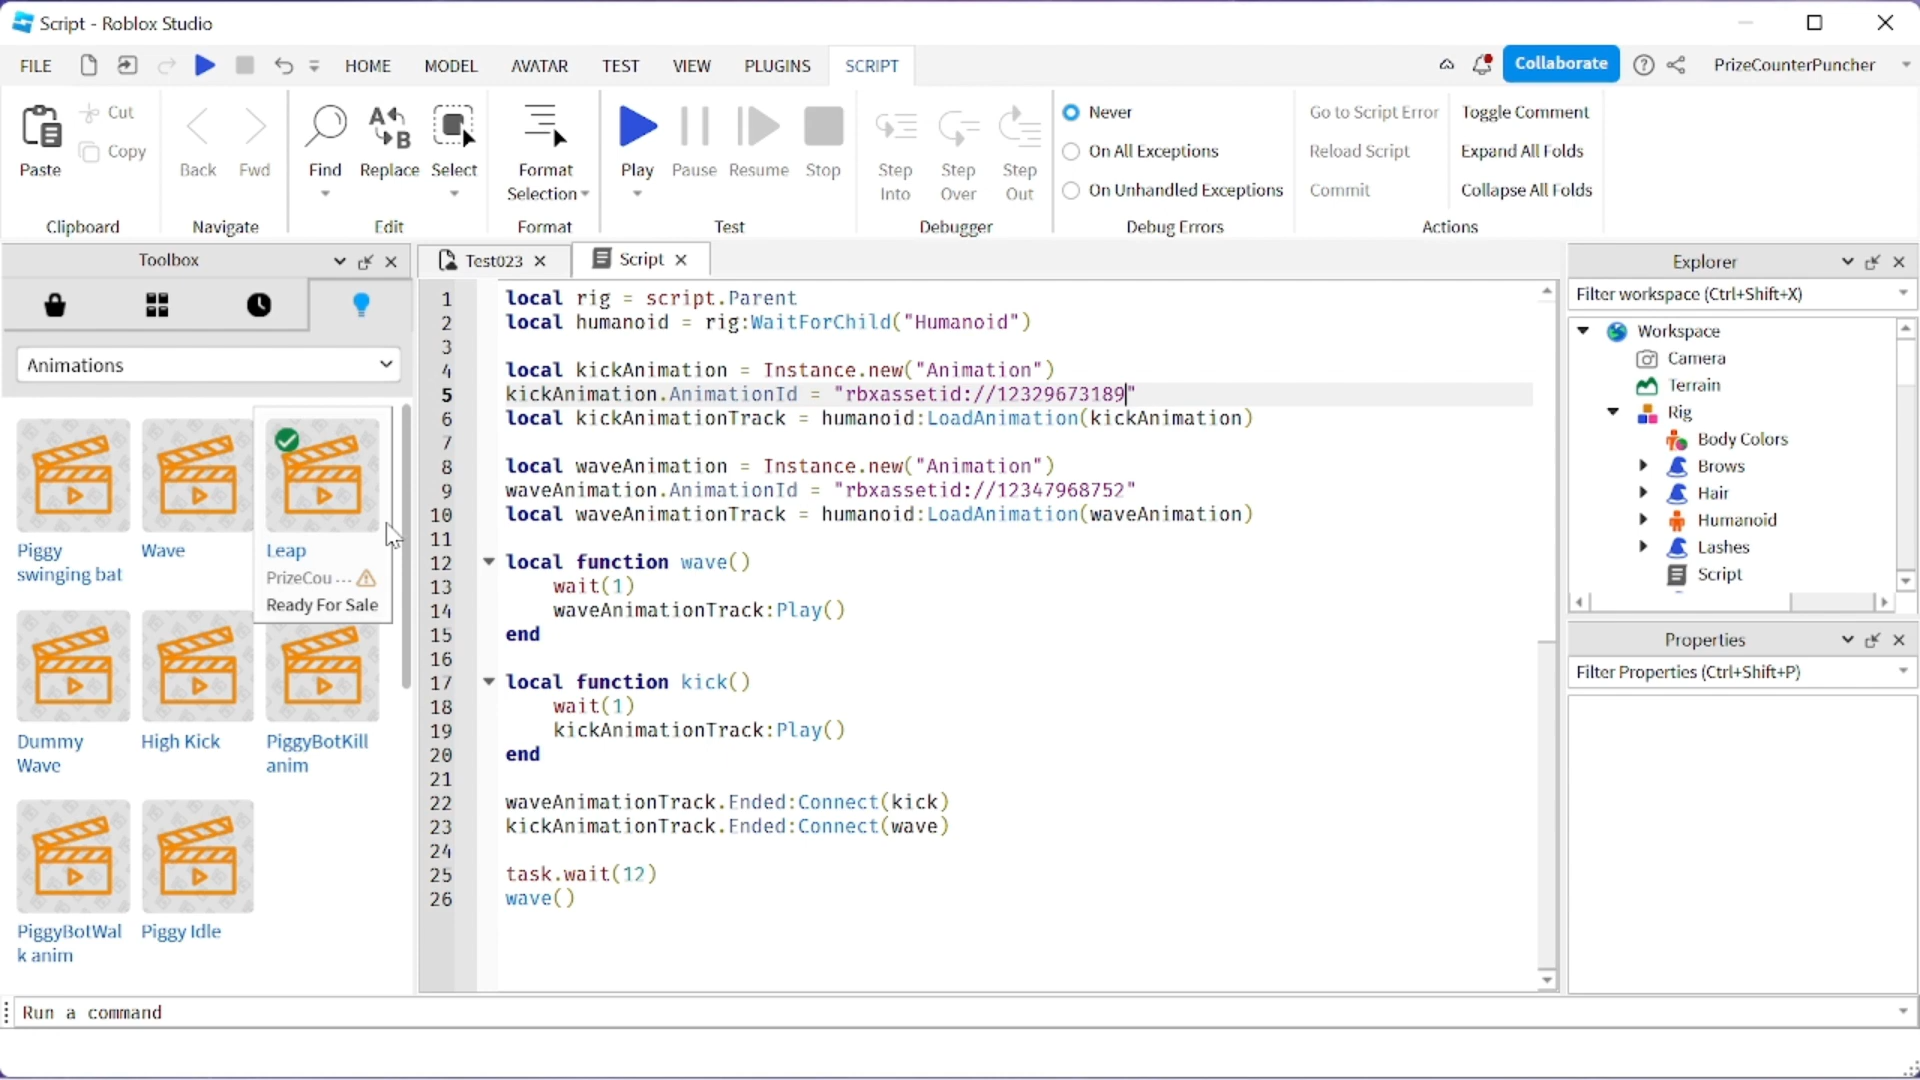 Script - Roblox Studio
FILE HOME MODEL AVATAR TEST VIEW PLUGINS SCRIPT Collaborate PrizeCounterPuncher
Paste
Cut
Copy
Clipboard
Back Fwd
Navigate
Find Replace Select
Edit
Format
Selection
Format
Play Pause Resume Stop
Test
Step
Into
Step
Over
Step
Out
Debugger
Never
On All Exceptions
On Unhandled Exceptions
Debug Errors
Go to Script Error
Reload Script
Commit
Toggle Comment
Expand All Folds
Collapse All Folds
Actions
Toolbox
Animations
Piggy
swinging bat
Wave
Leap
PrizeCou ...
Ready For Sale
Dummy
Wave
High Kick
PiggyBotKill
anim
PiggyBotWal
k anim
Piggy Idle
Test023
Script
1 local rig = script.Parent
2 local humanoid = rig:WaitForChild("Humanoid")
3
4 local kickAnimation = Instance.new("Animation")
5 kickAnimation.AnimationId = "rbxassetid://12329673189"
6 local kickAnimationTrack = humanoid:LoadAnimation(kickAnimation)
7
8 local waveAnimation = Instance.new("Animation")
9 waveAnimation.AnimationId = "rbxassetid://12347968752"
10 local waveAnimationTrack = humanoid:LoadAnimation(waveAnimation)
11
12 local function wave()
13 wait(1)
14 waveAnimationTrack:Play()
15 end
16
17 local function kick()
18 wait(1)
19 kickAnimationTrack:Play()
20 end
21
22 waveAnimationTrack.Ended:Connect(kick)
23 kickAnimationTrack.Ended:Connect(wave)
24
25 task.wait(12)
26 wave()
Explorer
Filter workspace (Ctrl+Shift+X)
Workspace
Camera
Terrain
Rig
Body Colors
Brows
Hair
Humanoid
Lashes
Script
Properties
Filter Properties (Ctrl+Shift+P)
Run a command